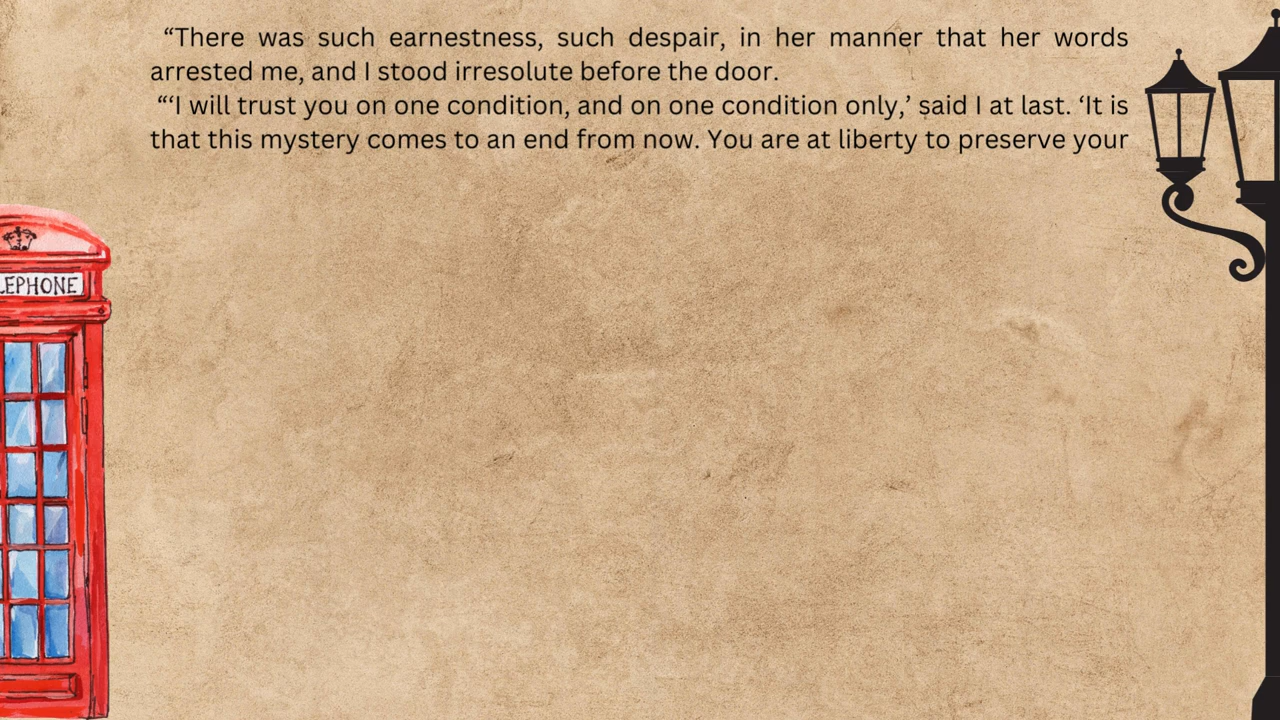 “There was such earnestness, such despair, in her manner that her words
arrested me, and I stood irresolute before the door.
“‘I will trust you on one condition, and on one condition only,’ said I at last. ‘It is
that this mystery comes to an end from now. You are at liberty to preserve your
LEPHONE